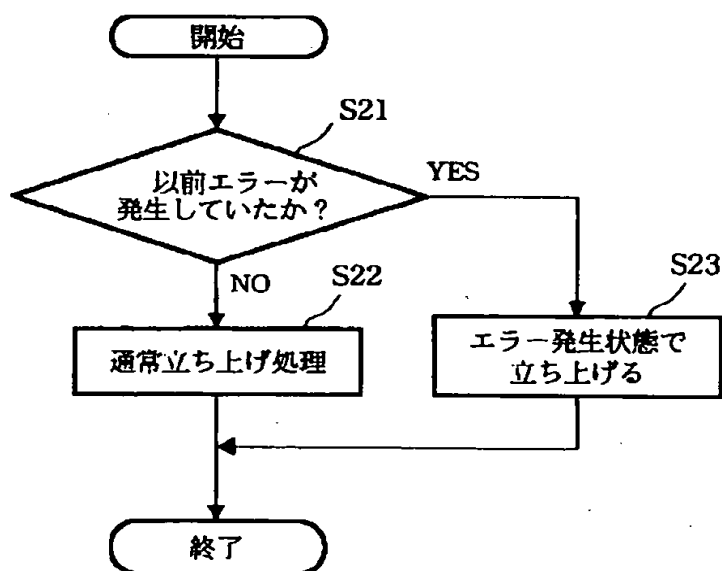 開始
S21
以前エラーが
発生していたか？
YES
NO
S22
通常立ち上げ処理
S23
エラー発生状態で
立ち上げる
終了